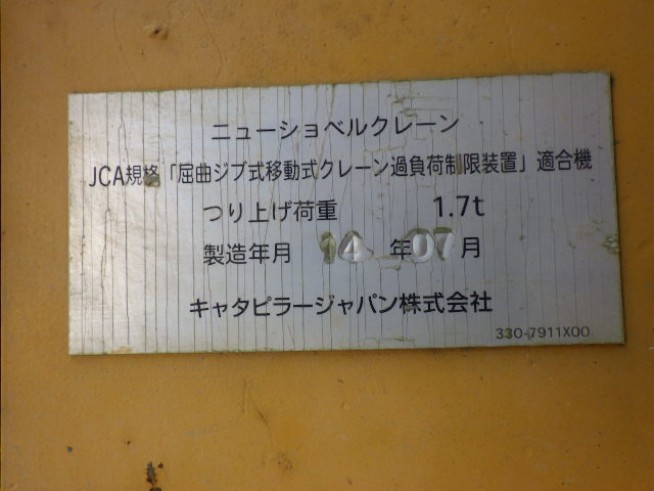 ニューショベルクレーン
JCA規格「屈曲ジブ式移動式クレーン過負荷制限装置」適合機
つり上げ荷重 1.7t
製造年月 14 年 07 月
キャタピラージャパン株式会社
330-7911X00